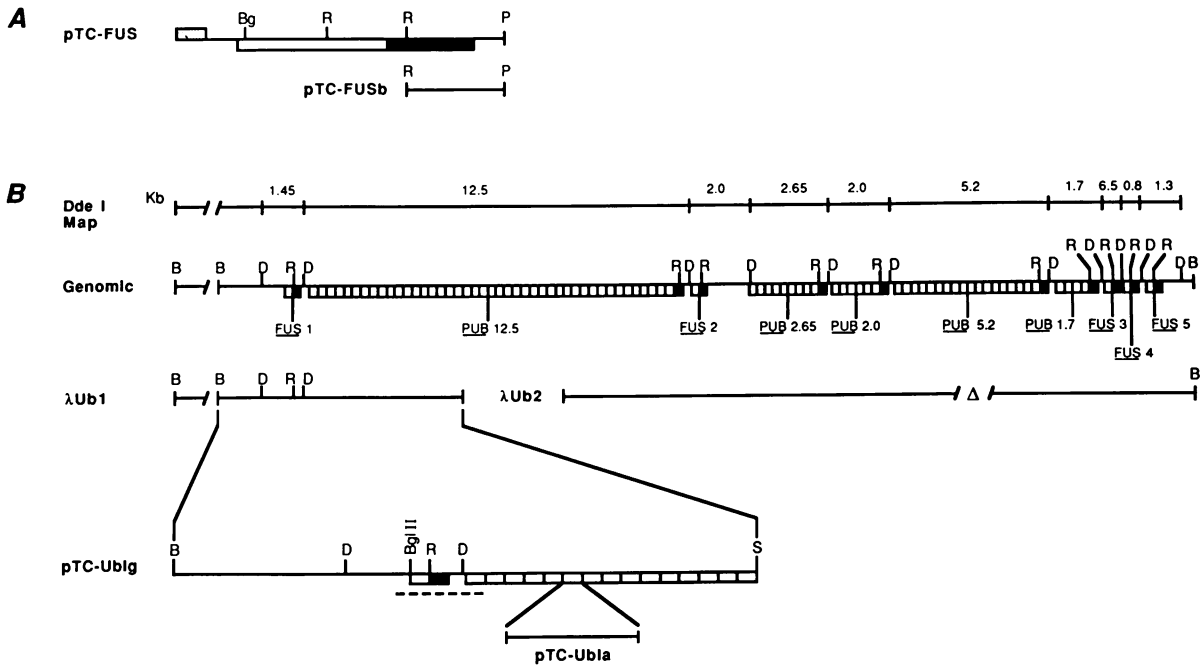 A
Bg R R P
pTC-FUS
R P
pTC-FUSb
B
Kb 1.45 12.5 2.0 2.65 2.0 5.2 1.7 6.5 0.8 1.3
Dde I
Map
R D R D R D R
B B D R D R D R D R D R D R D D B
Genomic
FUS 1 PUB 12.5 FUS 2 PUB 2.65 PUB 2.0 PUB 5.2 PUB 1.7 FUS 3 FUS 5
FUS 4
B B D R D B
λUb1 λUb2 Δ
B D Bgl II R D S
pTC-UbIg
pTC-UbIa